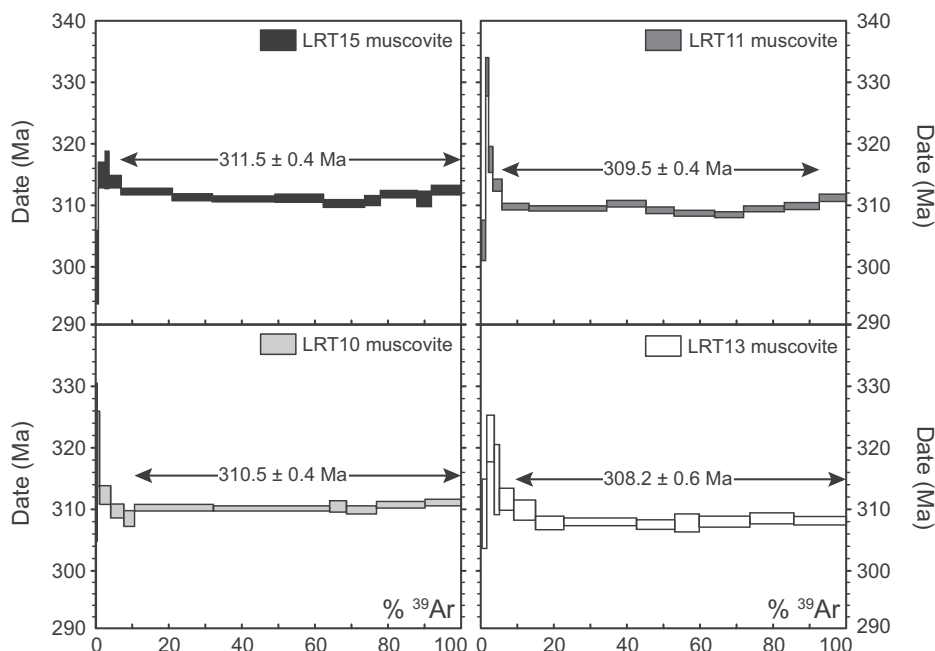 340
330
320
310
300
290
Date (Ma)
LRT15 muscovite
311.5 ± 0.4 Ma
LRT11 muscovite
309.5 ± 0.4 Ma
340
330
320
310
300
290
Date (Ma)
330
320
310
300
290
Date (Ma)
LRT10 muscovite
310.5 ± 0.4 Ma
% ³⁹Ar
0 20 40 60 80 100
LRT13 muscovite
308.2 ± 0.6 Ma
% ³⁹Ar
0 20 40 60 80 100
330
320
310
300
290
Date (Ma)